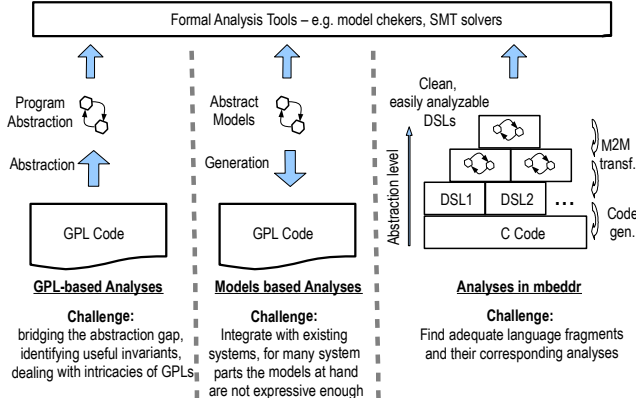 Formal Analysis Tools – e.g. model chekers, SMT solvers
Program
Abstraction
Abstraction
GPL Code
GPL-based Analyses
Challenge:
bridging the abstraction gap,
identifying useful invariants,
dealing with intricacies of GPLs
Abstract
Models
Generation
GPL Code
Models based Analyses
Challenge:
Integrate with existing
systems, for many system
parts the models at hand
are not expressive enough
Clean,
easily analyzable
DSLs
Abstraction level
M2M
transf.
DSL1
DSL2
...
Code
gen.
C Code
Analyses in mbeddr
Challenge:
Find adequate language fragments
and their corresponding analyses